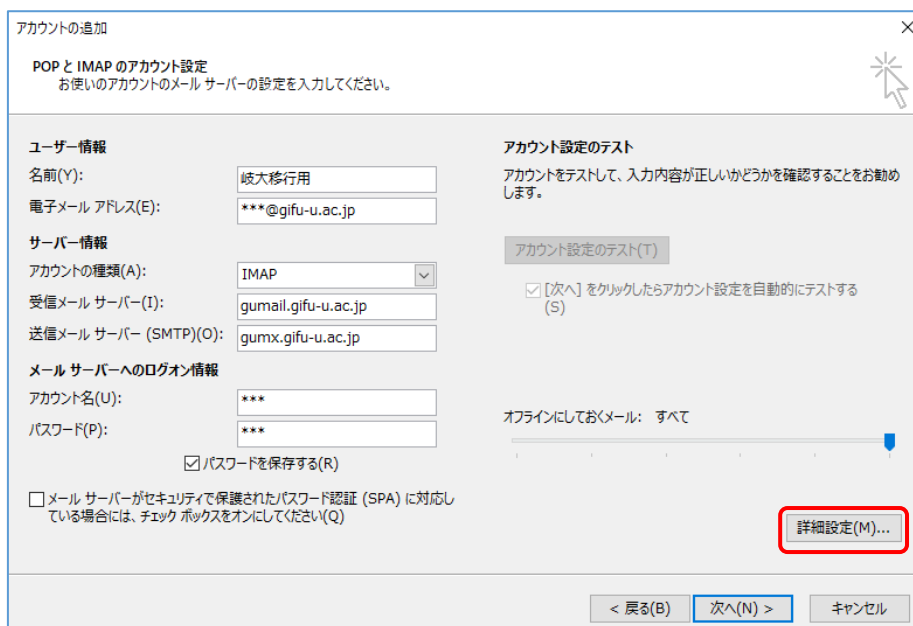 アカウントの追加
POP と IMAP のアカウント設定
お使いのアカウントのメール サーバーの設定を入力してください。
ユーザー情報
名前(Y):
岐大移行用
電子メール アドレス(E):
***@gifu-u.ac.jp
サーバー情報
アカウントの種類(A):
IMAP
受信メール サーバー(I):
gumail.gifu-u.ac.jp
送信メール サーバー (SMTP)(O):
gumx.gifu-u.ac.jp
メール サーバーへのログオン情報
アカウント名(U):
***
パスワード(P):
***
パスワードを保存する(R)
メール サーバーがセキュリティで保護されたパスワード認証 (SPA) に対応し
ている場合には、チェック ボックスをオンにしてください(Q)
アカウント設定のテスト
アカウントをテストして、入力内容が正しいかどうかを確認することをお勧め
します。
アカウント設定のテスト(T)
[次へ] をクリックしたらアカウント設定を自動的にテストする
(S)
オフラインにしておくメール: すべて
詳細設定(M)...
< 戻る(B)
次へ(N) >
キャンセル